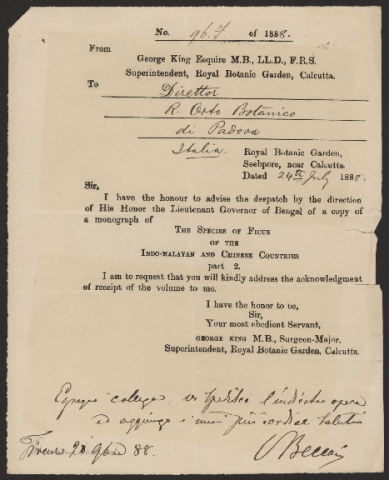 No. 96.F. of 1888.
From
George King Esquire M.B., LL.D., F.R.S.
Superintendent, Royal Botanic Garden, Calcutta.
To
Direttor
R. Orto Botanico
di Padova
Italia.
Royal Botanic Garden,
Seebpore, near Calcutta.
Dated 24th July 1888.
Sir,
I have the honour to advise the despatch by the direction
of His Honor the Lieutenant Governor of Bengal of a copy of
a monograph of
The Species of Ficus
of the
Indo-Malayan and Chinese Countries
part 2.
I am to request that you will kindly address the acknowledgment
of receipt of the volume to me.
I have the honor to be,
Sir,
Your most obedient Servant,
GEORGE KING M.B., Surgeon-Major.
Superintendent, Royal Botanic Garden, Calcutta.
Egregio collega, vi spedisco l'indicata opera
ed aggiungo i miei più cordiali saluti
Firenze 88.
OBeccari